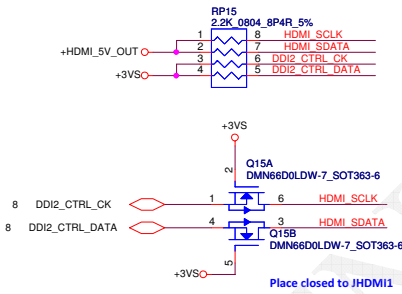 RP15
2.2K_0804_8P4R_5%
+HDMI_5V_OUT
1 8 HDMI_SCLK
2 7 HDMI_SDATA
3 6 DDI2_CTRL_CK
+3VS 4 5 DDI2_CTRL_DATA
+3VS
Q15A
DMN66D0LDW-7_SOT363-6
2
8 DDI2_CTRL_CK 1 6 HDMI_SCLK
8 DDI2_CTRL_DATA 4 3 HDMI_SDATA
Q15B
DMN66D0LDW-7_SOT363-6
5
+3VS
Place closed to JHDMI1